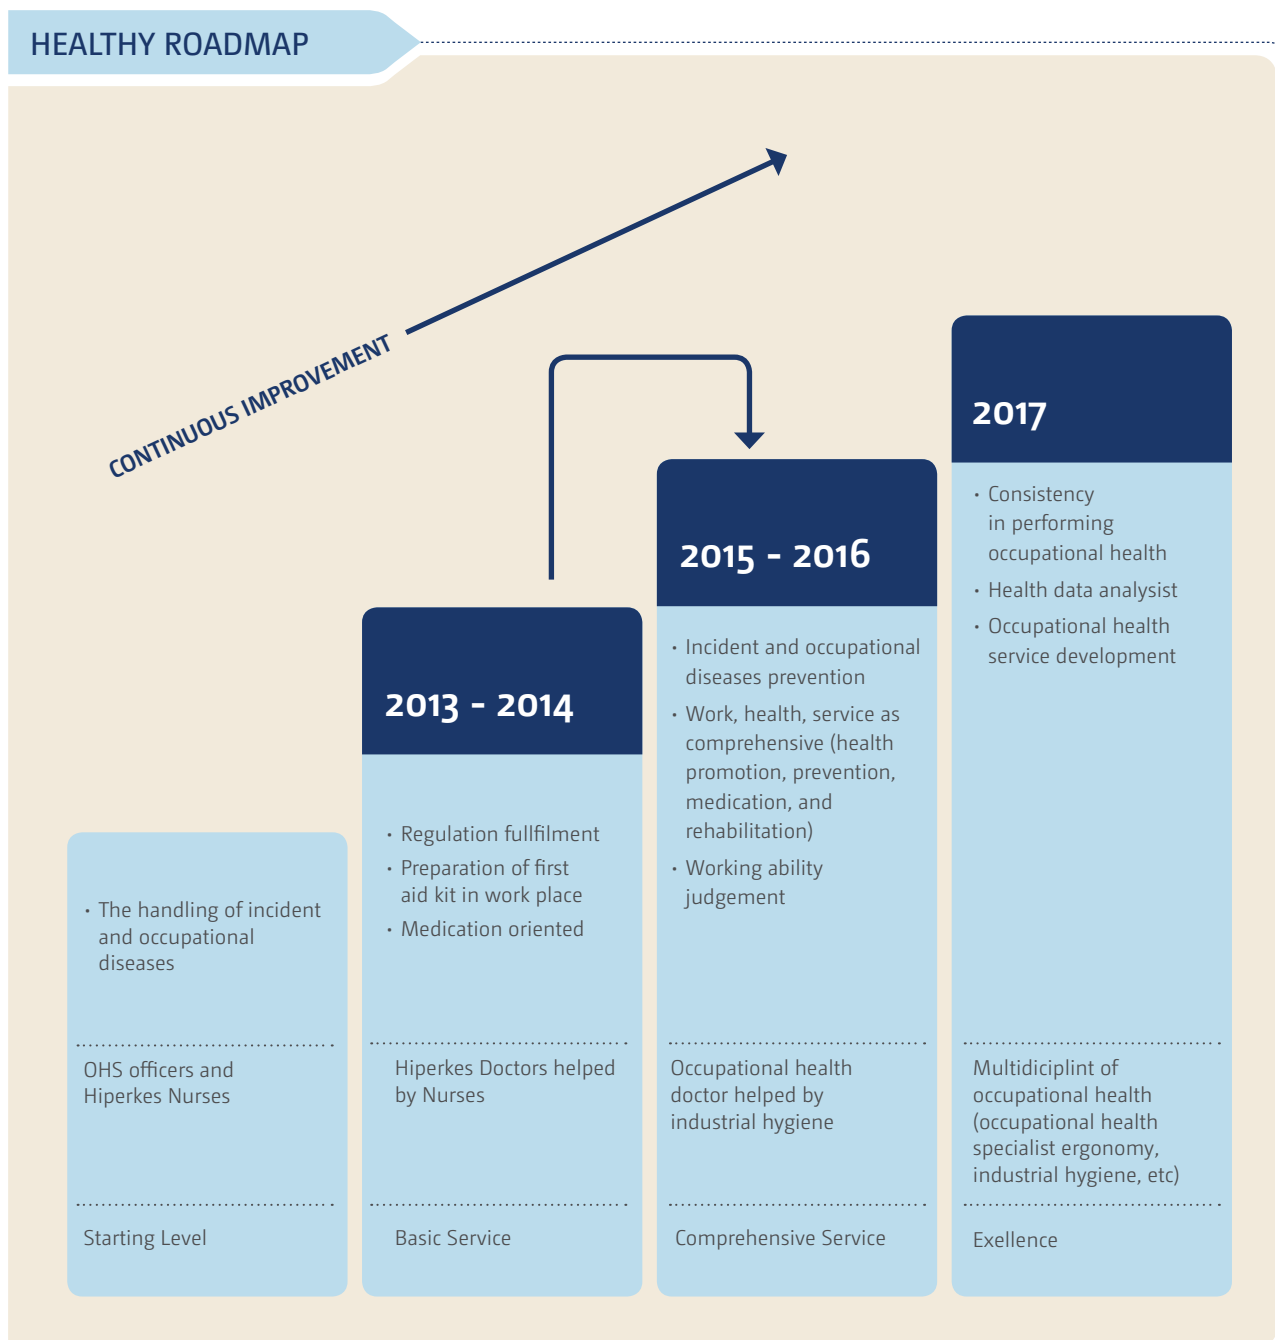 HEALTHY ROADMAP
CONTINUOUS IMPROVEMENT
• The handling of incident
and occupational
diseases
OHS officers and
Hiperkes Nurses
Starting Level
2013 - 2014
• Regulation fullfilment
• Preparation of first
aid kit in work place
• Medication oriented
Hiperkes Doctors helped
by Nurses
Basic Service
2015 - 2016
• Incident and occupational
diseases prevention
• Work, health, service as
comprehensive (health
promotion, prevention,
medication, and
rehabilitation)
• Working ability
judgement
Occupational health
doctor helped by
industrial hygiene
Comprehensive Service
2017
• Consistency
in performing
occupational health
• Health data analysist
• Occupational health
service development
Multidiciplint of
occupational health
(occupational health
specialist ergonomy,
industrial hygiene, etc)
Exellence